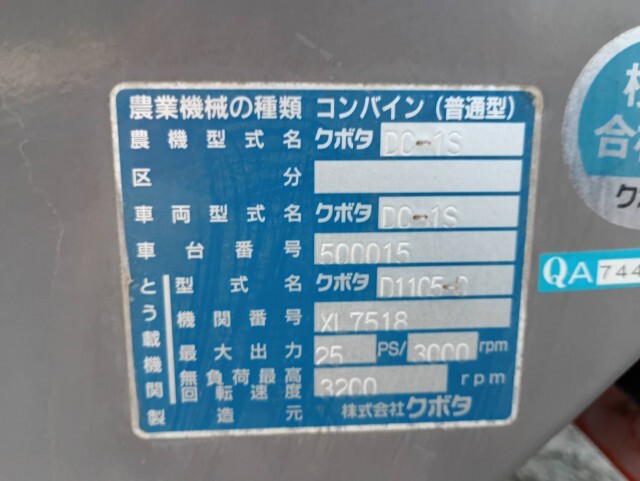 農業機械の種類 コンバイン(普通型)
農機型式名 クボタ DC-1S
区分
車両型式名 クボタ DC-1S
車台番号 500015
とう載機関
型式名 クボタ D1105-D
機関番号 XL7518
最大出力 25 PS/ 3000 rpm
無負荷最高回転速度 3200 rpm
製造元 株式会社クボタ
合
ク
QA 744